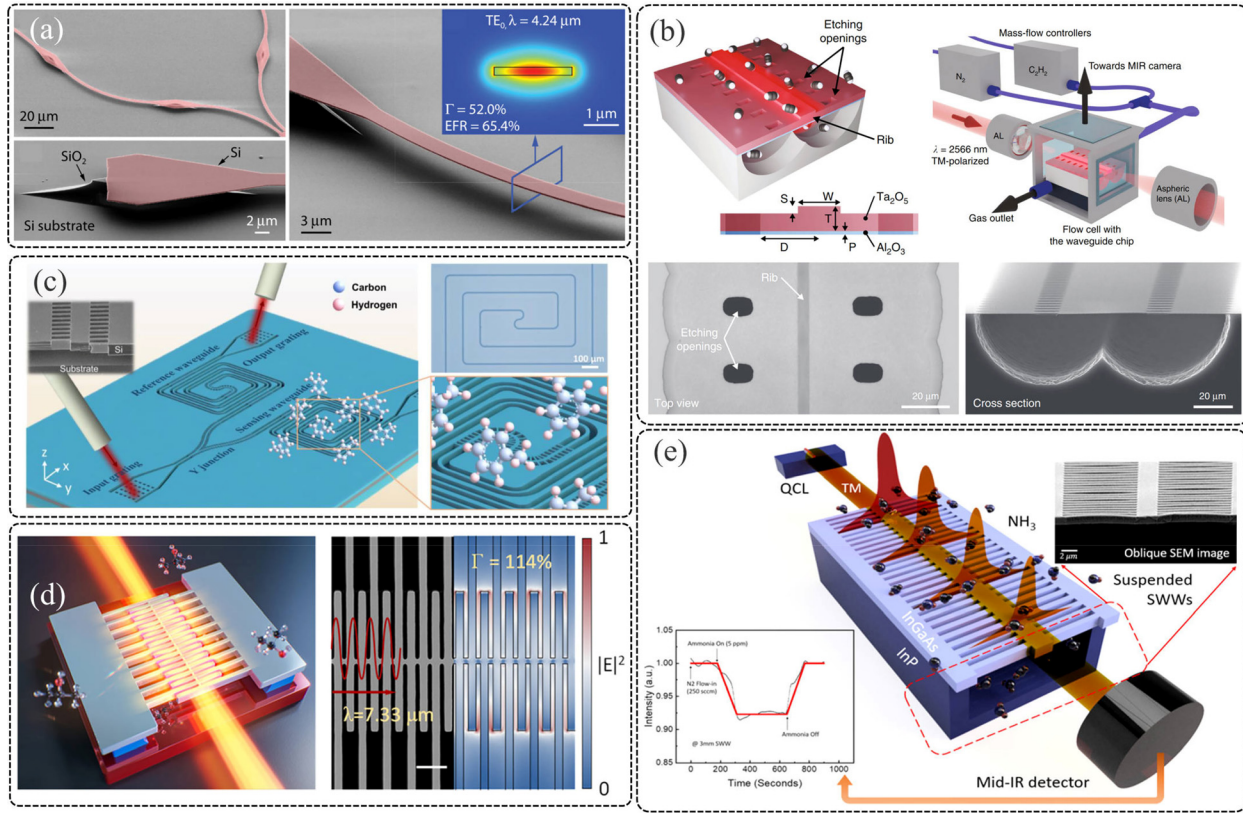 (a)
20 μm
SiO₂
Si
Si substrate
2 μm
3 μm
TE₀, λ = 4.24 μm
Γ = 52.0%
EFR = 65.4%
1 μm
(b)
Etching
openings
Rib
S
W
T
Ta₂O₅
D
P
Al₂O₃
Mass-flow controllers
N₂
C₂H₂
Towards MIR camera
AL
λ = 2566 nm
TM-polarized
Aspheric
lens (AL)
Gas outlet
Flow cell with
the waveguide chip
Rib
Etching
openings
Top view
20 μm
Cross section
20 μm
(c)
Si
Substrate
Carbon
Hydrogen
Reference waveguide
Output grating
Sensing waveguide
Y junction
Input grating
z
x
y
100 μm
(d)
λ=7.33 μm
Γ = 114%
|E|²
1
0
(e)
QCL
TM
NH₃
InGaAs
InP
2 μm
Oblique SEM image
Suspended
SWWs
Mid-IR detector
Intensity (a.u.)
1.05
1.00
0.95
0.90
0.85
Ammonia On (5 ppm)
N2 Flow-in
(250 sccm)
Ammonia Off
@ 3mm SWW
0 200 400 600 800 1000
Time (Seconds)